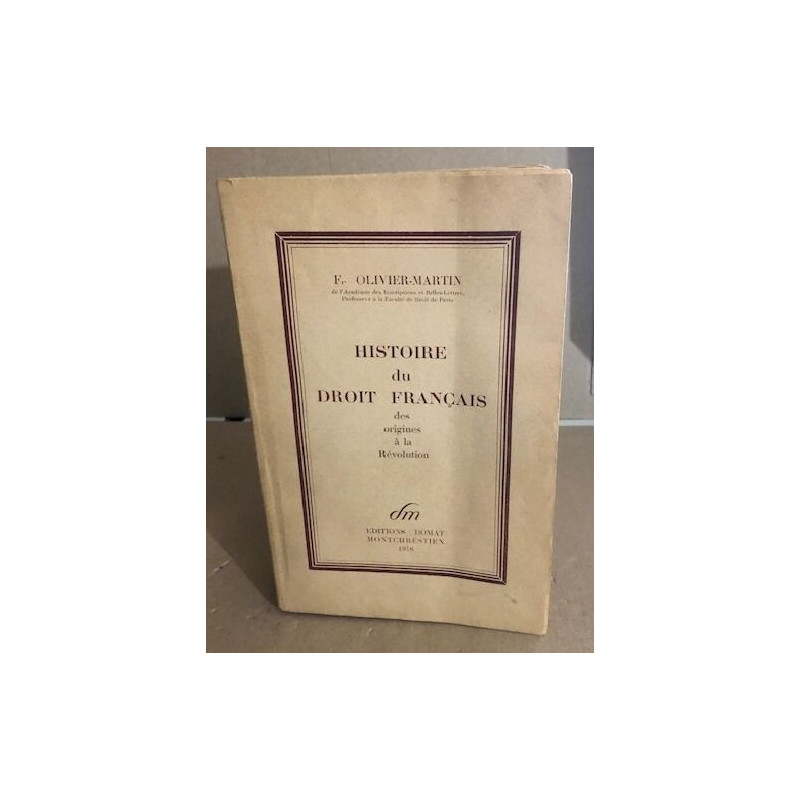 Fr. OLIVIER-MARTIN
de l'Académie des Inscriptions et Belles-Lettres,
Professeur à la Faculté de Droit de Paris
HISTOIRE
du
DROIT FRANÇAIS
des
origines
à la
Révolution
dm
EDITIONS DOMAT
MONTCHRESTIEN